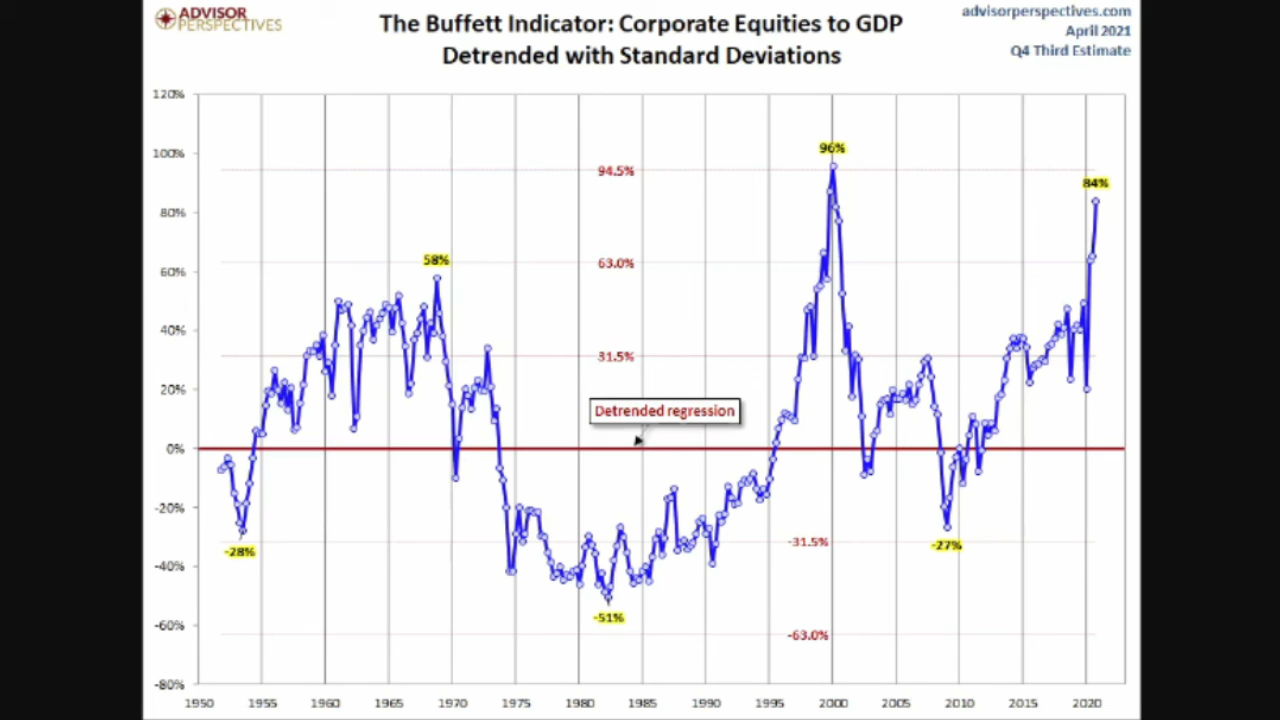 ADVISOR
PERSPECTIVES
The Buffett Indicator: Corporate Equities to GDP
Detrended with Standard Deviations
advisorperspectives.com
April 2021
Q4 Third Estimate
120%
100%
80%
60%
40%
20%
0%
-20%
-40%
-60%
-80%
96%
94.5%
84%
58%
63.0%
31.5%
Detrended regression
-28%
-31.5%
-27%
-51%
-63.0%
1950 1955 1960 1965 1970 1975 1980 1985 1990 1995 2000 2005 2010 2015 2020